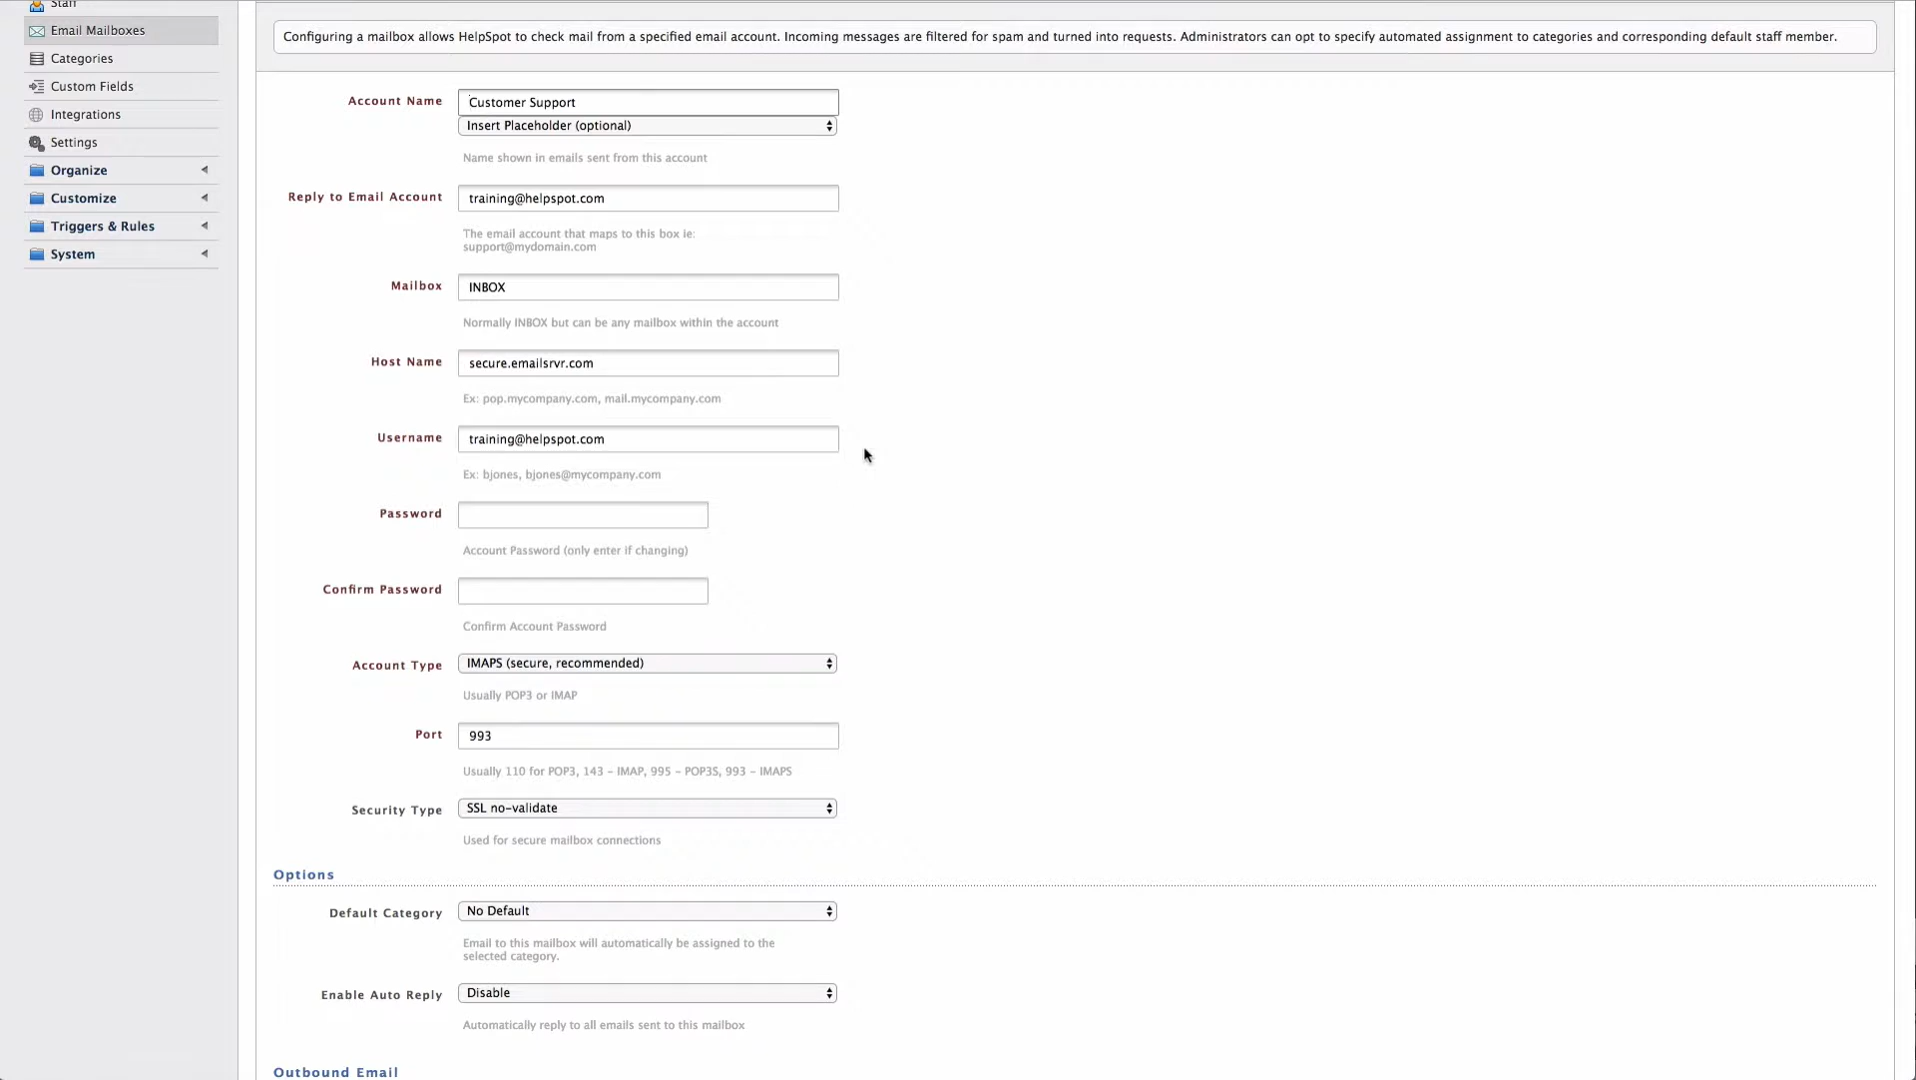 Staff
Email Mailboxes
Categories
Custom Fields
Integrations
Settings
Organize
Customize
Triggers & Rules
System
Configuring a mailbox allows HelpSpot to check mail from a specified email account. Incoming messages are filtered for spam and turned into requests. Administrators can opt to specify automated assignment to categories and corresponding default staff member.
Account Name
Customer Support
Insert Placeholder (optional)
Name shown in emails sent from this account
Reply to Email Account
training@helpspot.com
The email account that maps to this box ie:
support@mydomain.com
Mailbox
INBOX
Normally INBOX but can be any mailbox within the account
Host Name
secure.emailsrvr.com
Ex: pop.mycompany.com, mail.mycompany.com
Username
training@helpspot.com
Ex: bjones, bjones@mycompany.com
Password
Account Password (only enter if changing)
Confirm Password
Confirm Account Password
Account Type
IMAPS (secure, recommended)
Usually POP3 or IMAP
Port
993
Usually 110 for POP3, 143 - IMAP, 995 - POP3S, 993 - IMAPS
Security Type
SSL no-validate
Used for secure mailbox connections
Options
Default Category
No Default
Email to this mailbox will automatically be assigned to the
selected category.
Enable Auto Reply
Disable
Automatically reply to all emails sent to this mailbox
Outbound Email